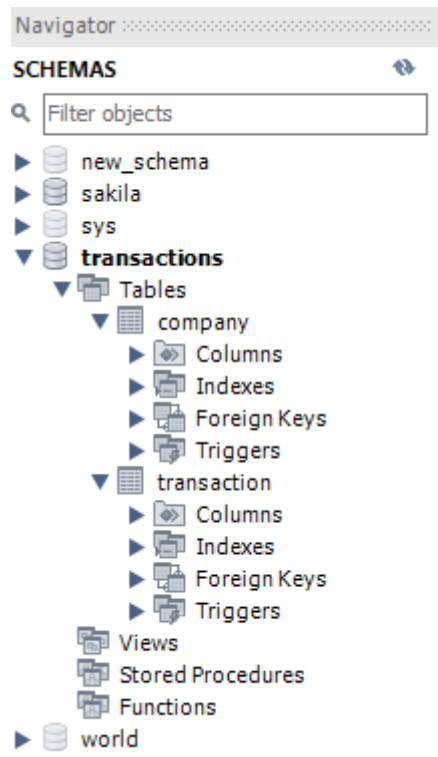 Navigator
SCHEMAS
Filter objects
new_schema
sakila
sys
transactions
Tables
company
Columns
Indexes
Foreign Keys
Triggers
transaction
Columns
Indexes
Foreign Keys
Triggers
Views
Stored Procedures
Functions
world